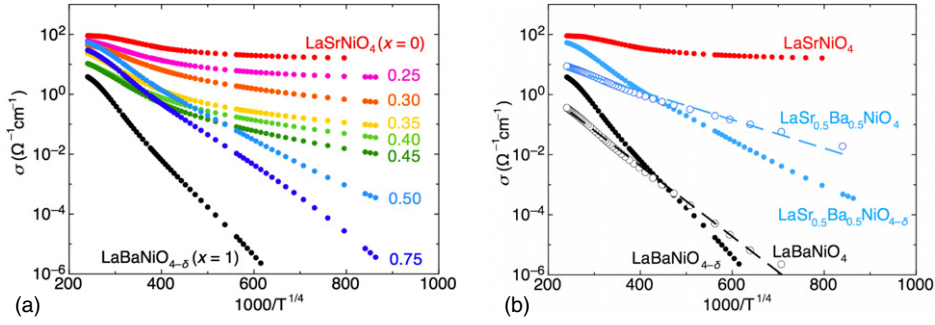 LaSrNiO₄ (x = 0)
10²
10⁰
10⁻²
10⁻⁴
10⁻⁶
σ (Ω⁻¹cm⁻¹)
0.25
0.30
0.35
0.40
0.45
0.50
0.75
LaBaNiO₄₋δ (x = 1)
200 400 600 800 1000
1000/T^1/4
(a)
LaSrNiO₄
10²
10⁰
10⁻²
10⁻⁴
10⁻⁶
σ (Ω⁻¹cm⁻¹)
LaSr₀.₅Ba₀.₅NiO₄
LaSr₀.₅Ba₀.₅NiO₄₋δ
LaBaNiO₄
LaBaNiO₄₋δ
200 400 600 800 1000
1000/T^1/4
(b)